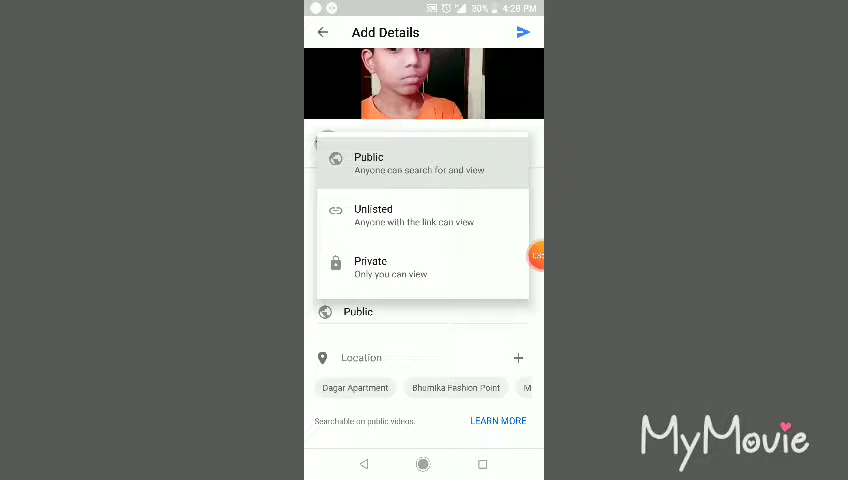 30% 4:28 PM
Add Details
Public
Anyone can search for and view
Unlisted
Anyone with the link can view
Private
Only you can view
Public
Location
Dagar Apartment Bhumika Fashion Point M
Searchable on public videos. LEARN MORE
MyMovie